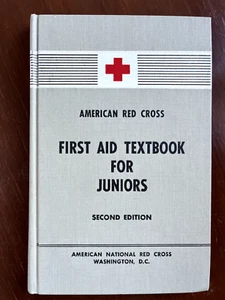 AMERICAN RED CROSS
FIRST AID TEXTBOOK
FOR
JUNIORS
SECOND EDITION
AMERICAN NATIONAL RED CROSS
WASHINGTON, D.C.